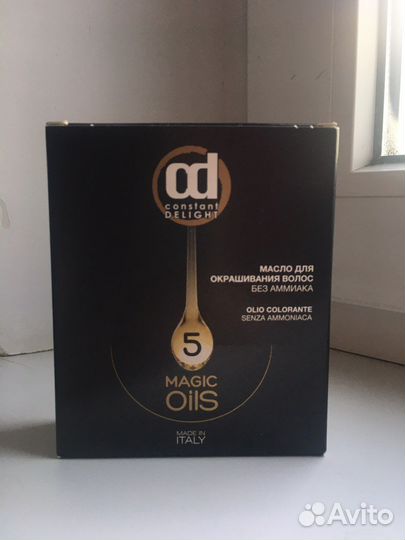 cd
constant
DELIGHT
МАСЛО ДЛЯ
ОКРАШИВАНИЯ ВОЛОС
БЕЗ АММИАКА
OLIO COLORANTE
SENZA AMMONIACA
5
MAGIC
OilS
MADE IN
ITALY
Avito